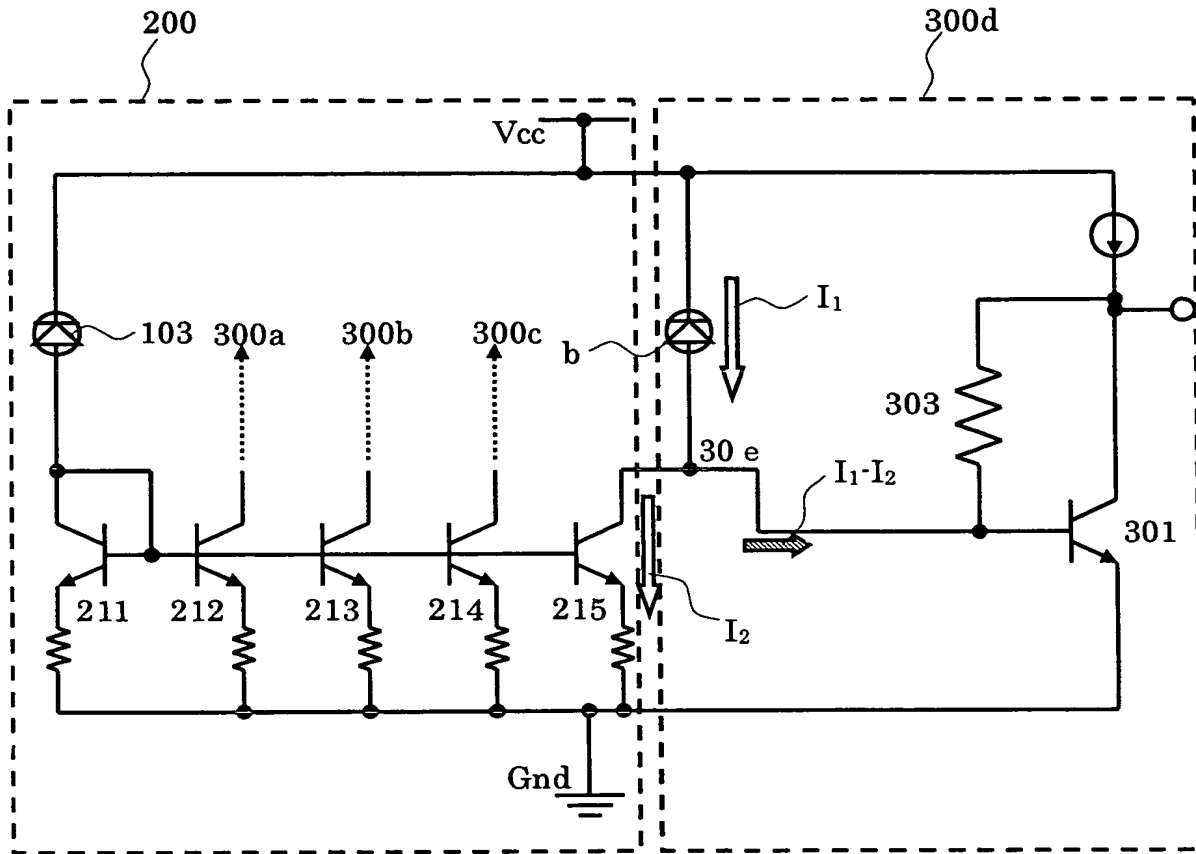 200
300d
Vcc
103
300a
300b
300c
b
I₁
303
30 e
I₁-I₂
301
211
212
213
214
215
I₂
Gnd